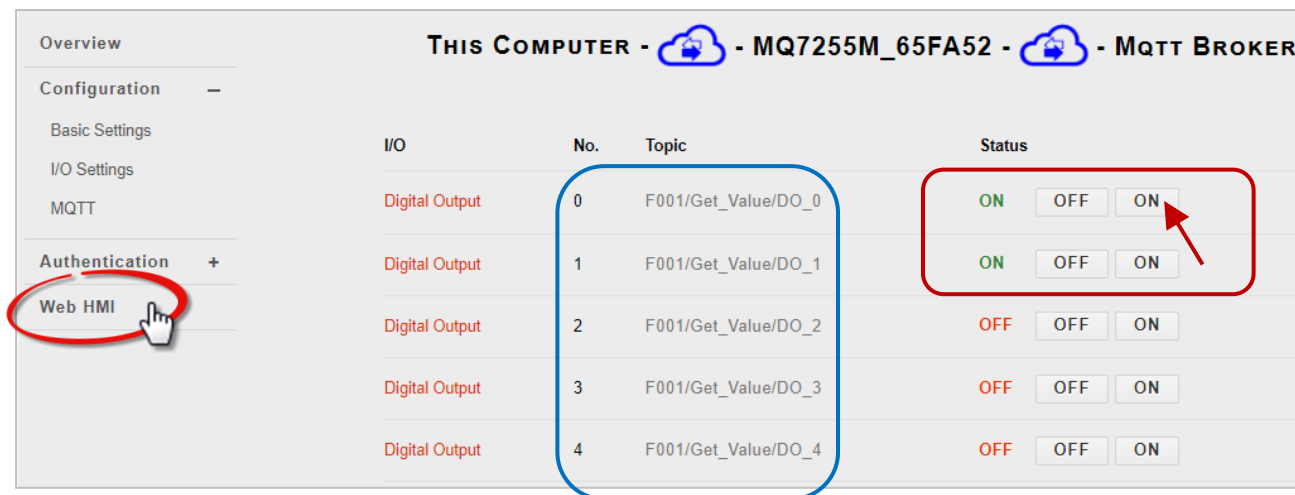 Overview
Configuration –
Basic Settings
I/O Settings
MQTT
Authentication +
Web HMI
THIS COMPUTER - - MQ7255M_65FA52 - - MQTT BROKER
I/O No. Topic Status
Digital Output 0 F001/Get_Value/DO_0 ON OFF ON
Digital Output 1 F001/Get_Value/DO_1 ON OFF ON
Digital Output 2 F001/Get_Value/DO_2 OFF OFF ON
Digital Output 3 F001/Get_Value/DO_3 OFF OFF ON
Digital Output 4 F001/Get_Value/DO_4 OFF OFF ON